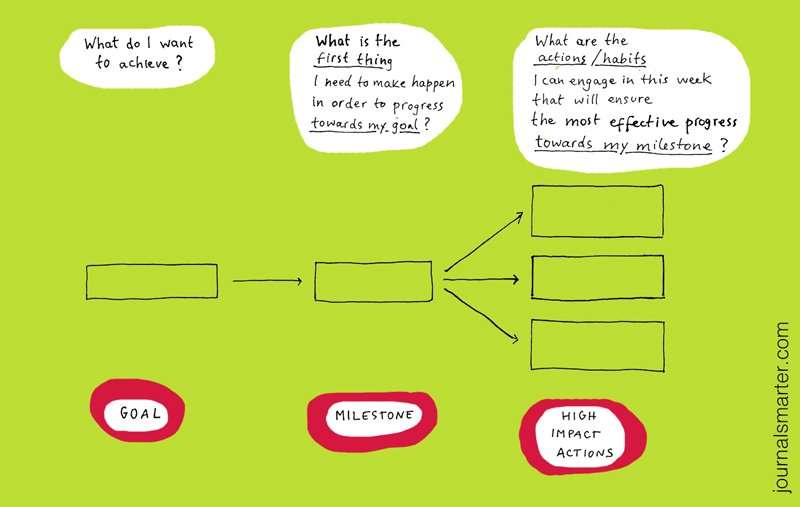 What do I want
to achieve?
What is the
first thing
I need to make happen
in order to progress
towards my goal?
What are the
actions/habits
I can engage in this week
that will ensure
the most effective progress
towards my milestone?
GOAL
MILESTONE
HIGH
IMPACT
ACTIONS
journalsmarter.com